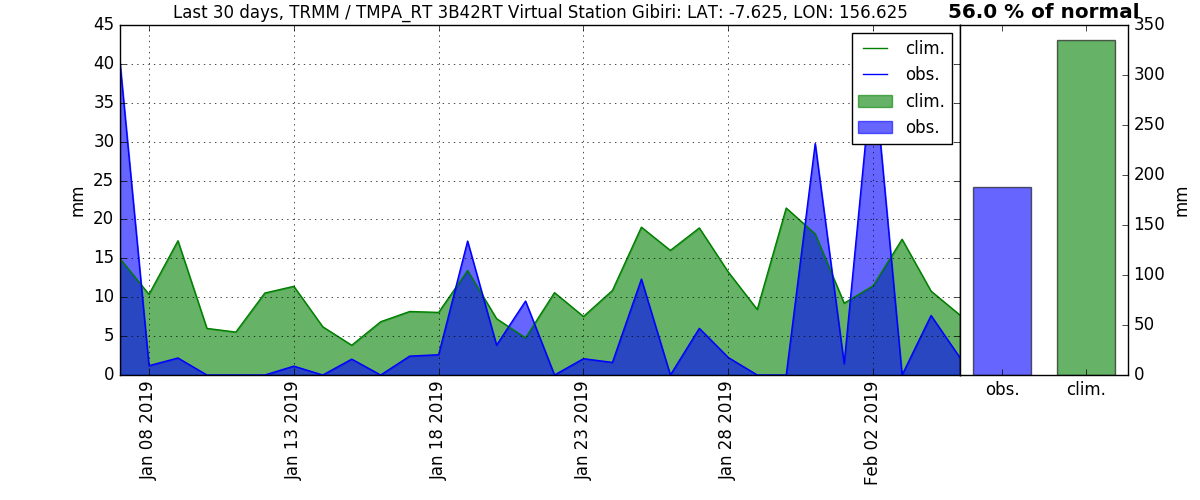 Last 30 days, TRMM / TMPA_RT 3B42RT Virtual Station Gibiri: LAT: -7.625, LON: 156.625
56.0 % of normal
45
40
35
30
25
20
15
10
5
0
mm
clim.
obs.
clim.
obs.
Jan 08 2019
Jan 13 2019
Jan 18 2019
Jan 23 2019
Jan 28 2019
Feb 02 2019
350
300
250
200
150
100
50
0
mm
obs.
clim.